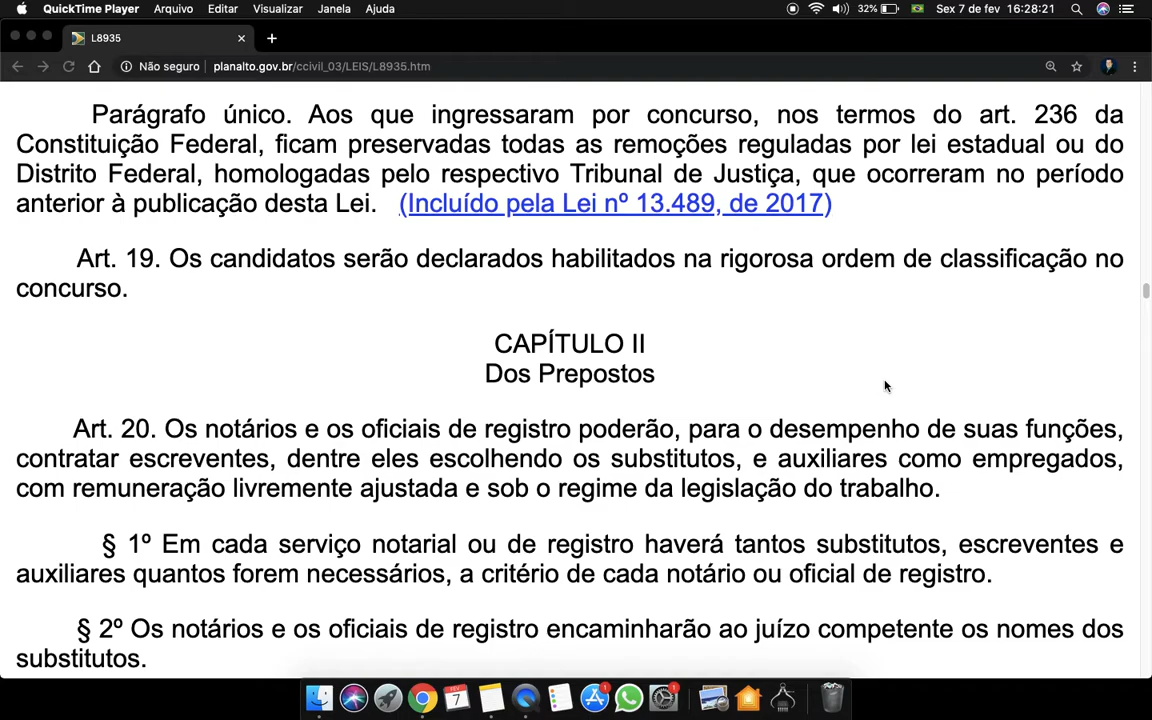 QuickTime Player Arquivo Editar Visualizar Janela Ajuda 32% Sex 7 de fev 16:28:21
L8935
Não seguro planalto.gov.br/ccivil_03/LEIS/L8935.htm
Parágrafo único. Aos que ingressaram por concurso, nos termos do art. 236 da
Constituição Federal, ficam preservadas todas as remoções reguladas por lei estadual ou do
Distrito Federal, homologadas pelo respectivo Tribunal de Justiça, que ocorreram no período
anterior à publicação desta Lei. (Incluído pela Lei nº 13.489, de 2017)
Art. 19. Os candidatos serão declarados habilitados na rigorosa ordem de classificação no
concurso.
CAPÍTULO II
Dos Prepostos
Art. 20. Os notários e os oficiais de registro poderão, para o desempenho de suas funções,
contratar escreventes, dentre eles escolhendo os substitutos, e auxiliares como empregados,
com remuneração livremente ajustada e sob o regime da legislação do trabalho.
§ 1º Em cada serviço notarial ou de registro haverá tantos substitutos, escreventes e
auxiliares quantos forem necessários, a critério de cada notário ou oficial de registro.
§ 2º Os notários e os oficiais de registro encaminharão ao juízo competente os nomes dos
substitutos.
FEV
7
1
1